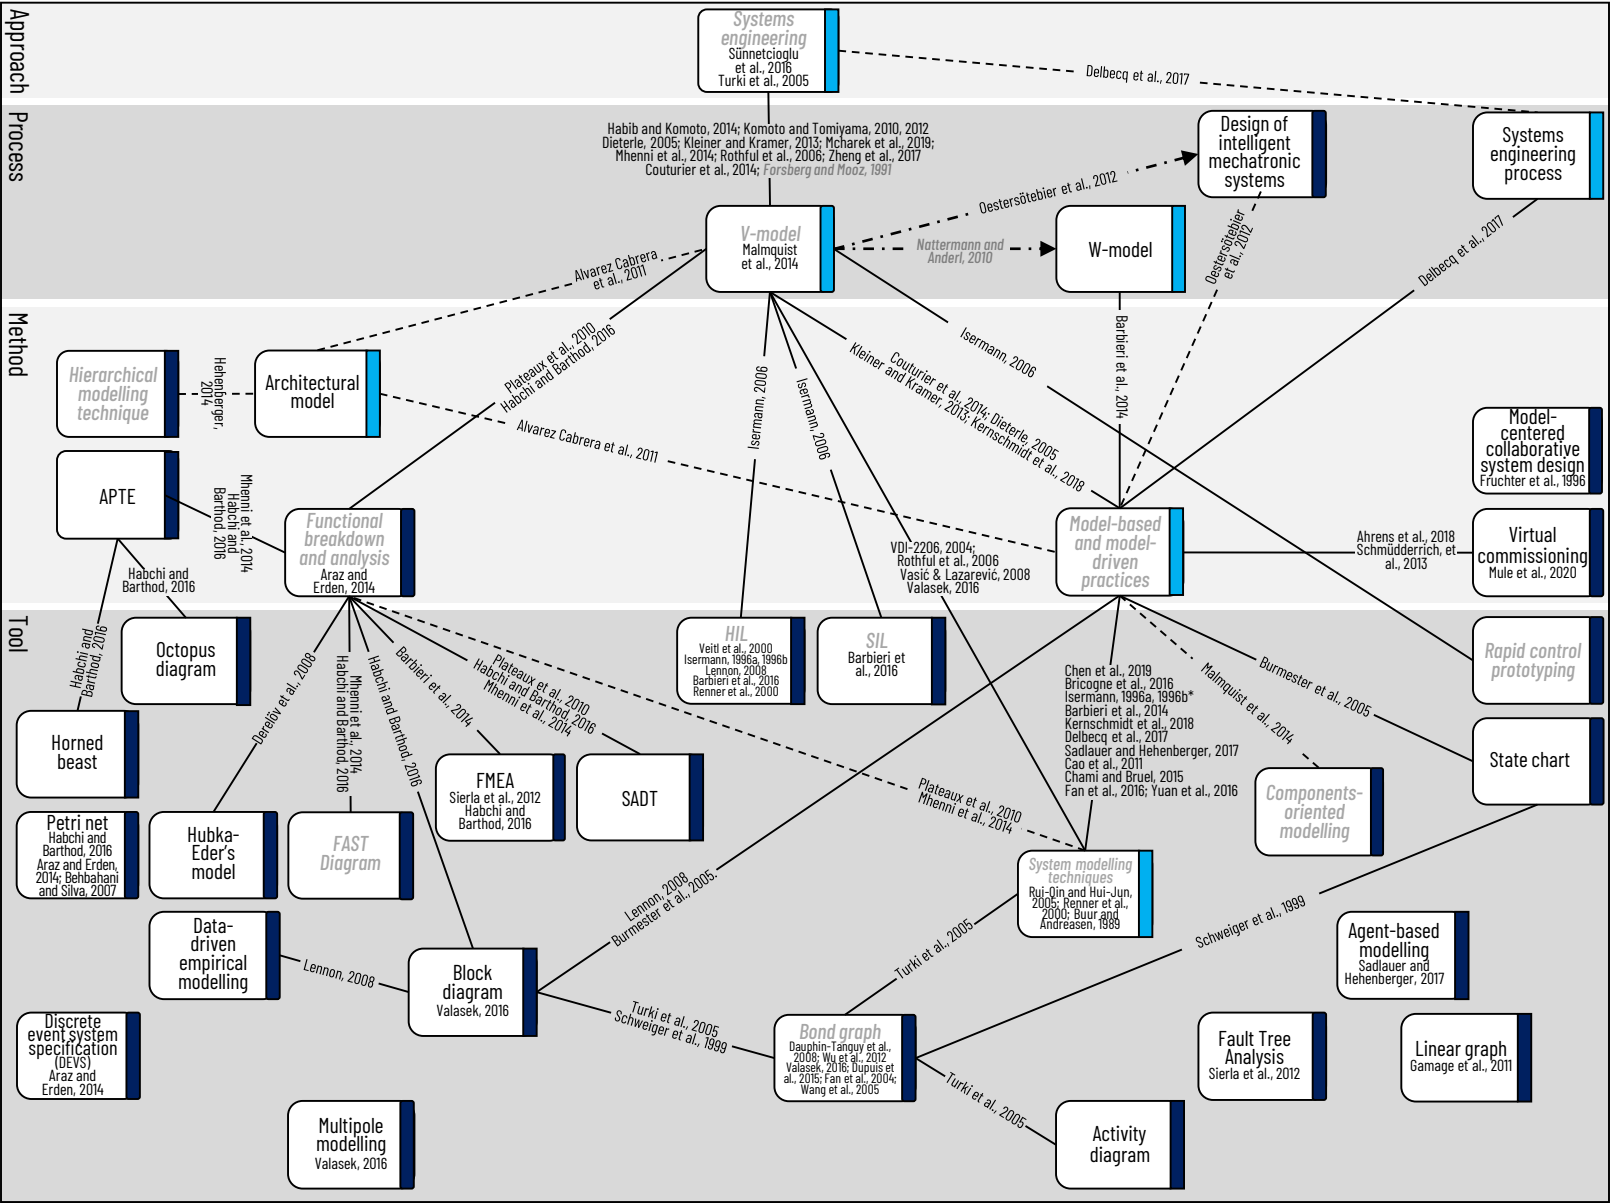 Approach
Systems
engineering
Sünnetcioglu
et al., 2016
Turki et al., 2005
Delbecq et al., 2017
Process
Habib and Komoto, 2014; Komoto and Tomiyama, 2010, 2012
Dieterle, 2005; Kleiner and Kramer, 2013; Mcharek et al., 2019;
Mhenni et al., 2014; Rothful et al., 2006; Zheng et al., 2017
Couturier et al., 2014; Forsberg and Mooz, 1991
Design of
intelligent
mechatronic
systems
Systems
engineering
process
Oestersötebier et al., 2012
V-model
Malmquist
et al., 2014
Nattermann and
Anderl, 2010
W-model
Oestersötebier
et al., 2012
Delbecq et al., 2017
Alvarez Cabrera
et al., 2011
Method
Plateaux et al., 2010
Habchi and Barthod, 2016
Isermann, 2006
Isermann, 2006
Couturier et al., 2014; Dieterle, 2005
Kleiner and Kramer, 2013; Kernschmidt et al., 2018
Isermann, 2006
Barbieri et al., 2014
Hierarchical
modelling
technique
Hehenberger,
2014
Architectural
model
Alvarez Cabrera et al., 2011
Model-
centered
collaborative
system design
Fruchter et al., 1996
APTE
Mhenni et al., 2014
Habchi and
Barthod, 2016
Functional
breakdown
and analysis
Araz and
Erden, 2014
Model-based
and model-
driven
practices
Ahrens et al., 2018
Schmüdderrich, et
al., 2013
Virtual
commissioning
Mule et al., 2020
VDI-2206, 2004;
Rothful et al., 2006
Vasić & Lazarević, 2008
Valasek, 2016
Habchi and
Barthod, 2016
Tool
Habchi and
Barthod, 2016
Octopus
diagram
Derelöv et al., 2008
Mhenni et al., 2014
Habchi and Barthod, 2016
Habchi and Barthod, 2016
Barbieri et al., 2014
Plateaux et al., 2010
Habchi and Barthod, 2016
Mhenni et al., 2014
HIL
Veitl et al., 2000
Isermann, 1996a, 1996b
Lennon, 2008
Barbieri et al., 2016
Renner et al., 2000
SIL
Barbieri et
al., 2016
Chen et al., 2019
Bricogne et al., 2016
Isermann, 1996a, 1996b*
Barbieri et al., 2014
Kernschmidt et al., 2018
Delbecq et al., 2017
Sadlauer and Hehenberger, 2017
Cao et al., 2011
Chami and Bruel, 2015
Fan et al., 2016; Yuan et al., 2016
Malmquist et al., 2014
Burmester et al., 2005
Rapid control
prototyping
Horned
beast
FMEA
Sierla et al., 2012
Habchi and
Barthod, 2016
SADT
State chart
Petri net
Habchi and
Barthod, 2016
Araz and Erden,
2014; Behbahani
and Silva, 2007
Hubka-
Eder's
model
FAST
Diagram
Plateaux et al., 2010
Mhenni et al., 2014
Components-
oriented
modelling
System modelling
techniques
Rui-Qin and Hui-Jun,
2005; Renner et al.,
2000; Buur and
Andreasen, 1989
Lennon, 2008
Burmester et al., 2005.
Data-
driven
empirical
modelling
Lennon, 2008
Block
diagram
Valasek, 2016
Turki et al., 2005
Schweiger et al., 1999
Agent-based
modelling
Sadlauer and
Hehenberger, 2017
Discrete
event system
specification
(DEVS)
Araz and
Erden, 2014
Turki et al., 2005
Schweiger et al., 1999
Bond graph
Dauphin-Tanguy et al.,
2008; Wu et al., 2012
Valasek, 2016; Dupuis et
al., 2015; Fan et al., 2004;
Wang et al., 2005
Fault Tree
Analysis
Sierla et al., 2012
Linear graph
Gamage et al., 2011
Turki et al., 2005
Multipole
modelling
Valasek, 2016
Activity
diagram